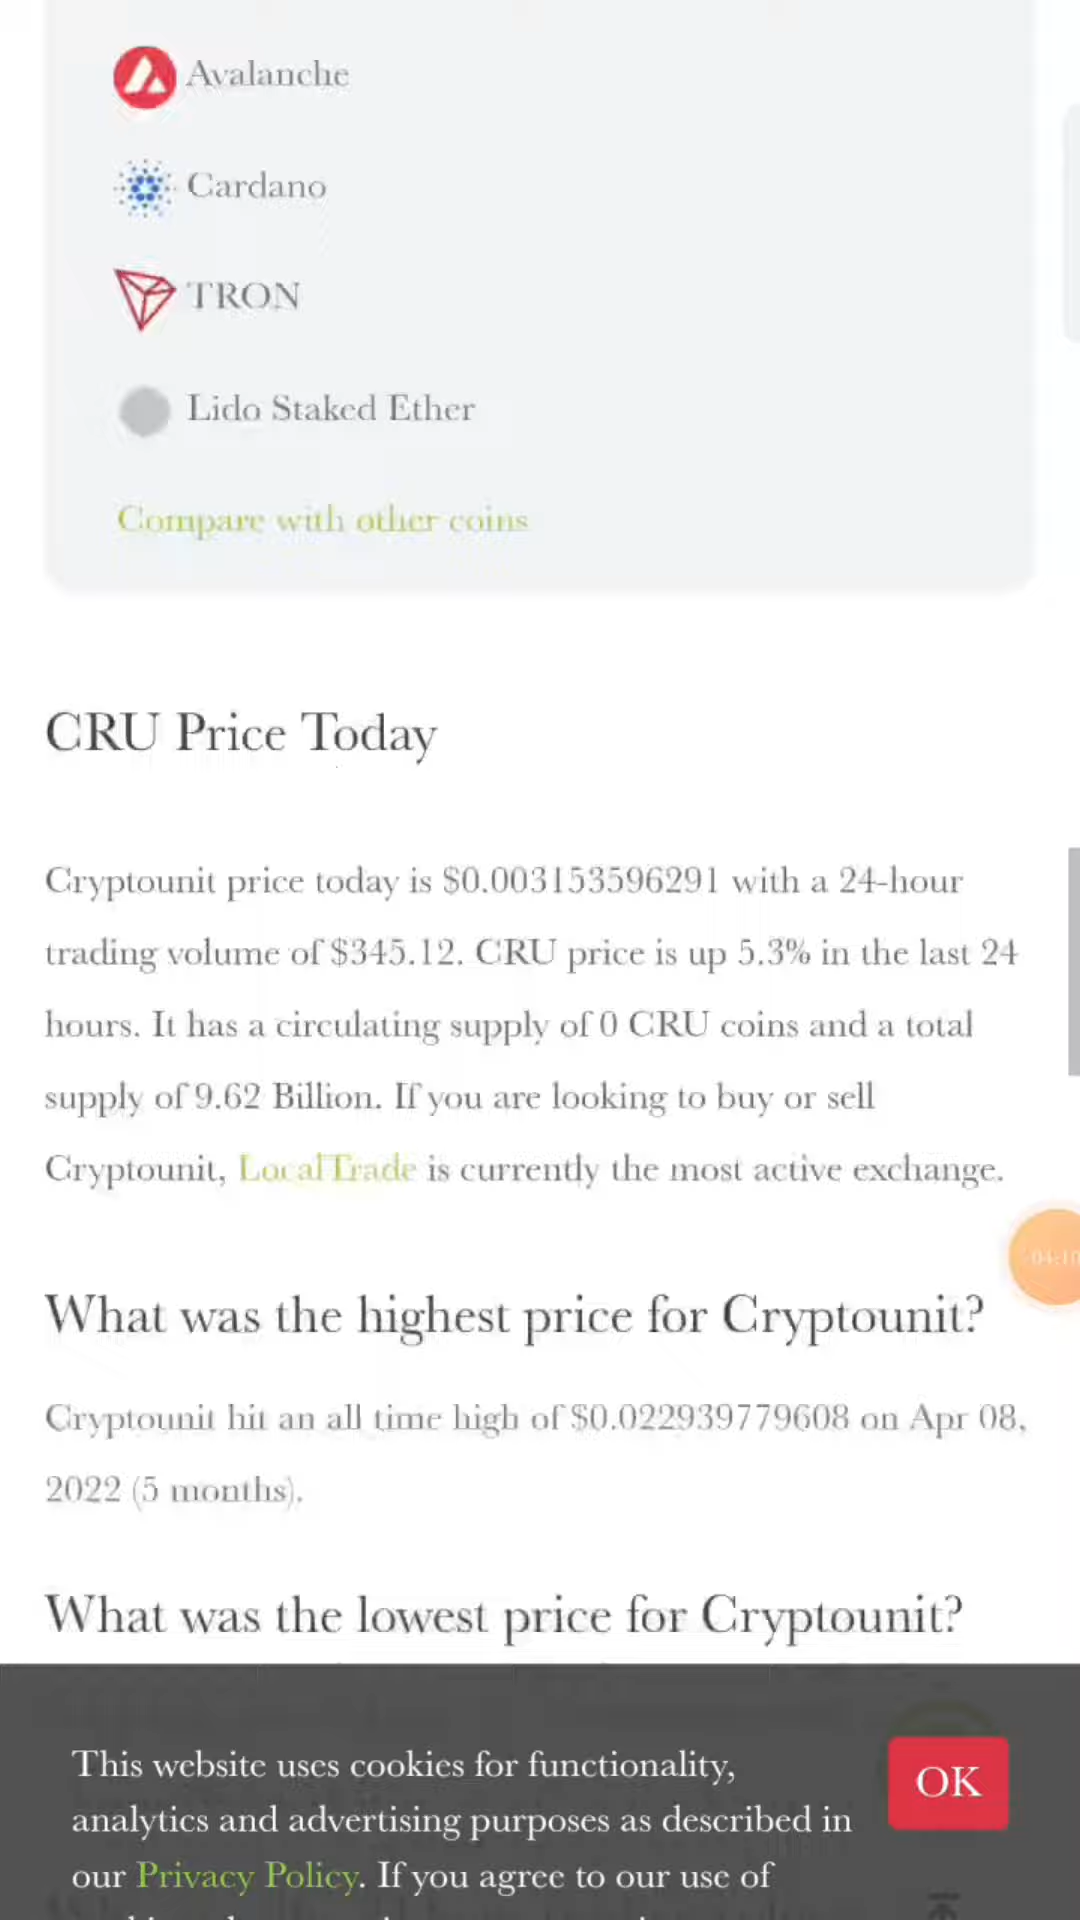 Avalanche
Cardano
TRON
Lido Staked Ether
Compare with other coins
CRU Price Today
Cryptounit price today is $0.003153596291 with a 24-hour
trading volume of $345.12. CRU price is up 5.3% in the last 24
hours. It has a circulating supply of 0 CRU coins and a total
supply of 9.62 Billion. If you are looking to buy or sell
Cryptounit, LocalTrade is currently the most active exchange.
04:10
What was the highest price for Cryptounit?
Cryptounit hit an all time high of $0.022939779608 on Apr 08,
2022 (5 months).
What was the lowest price for Cryptounit?
This website uses cookies for functionality,
OK
analytics and advertising purposes as described in
our Privacy Policy. If you agree to our use of